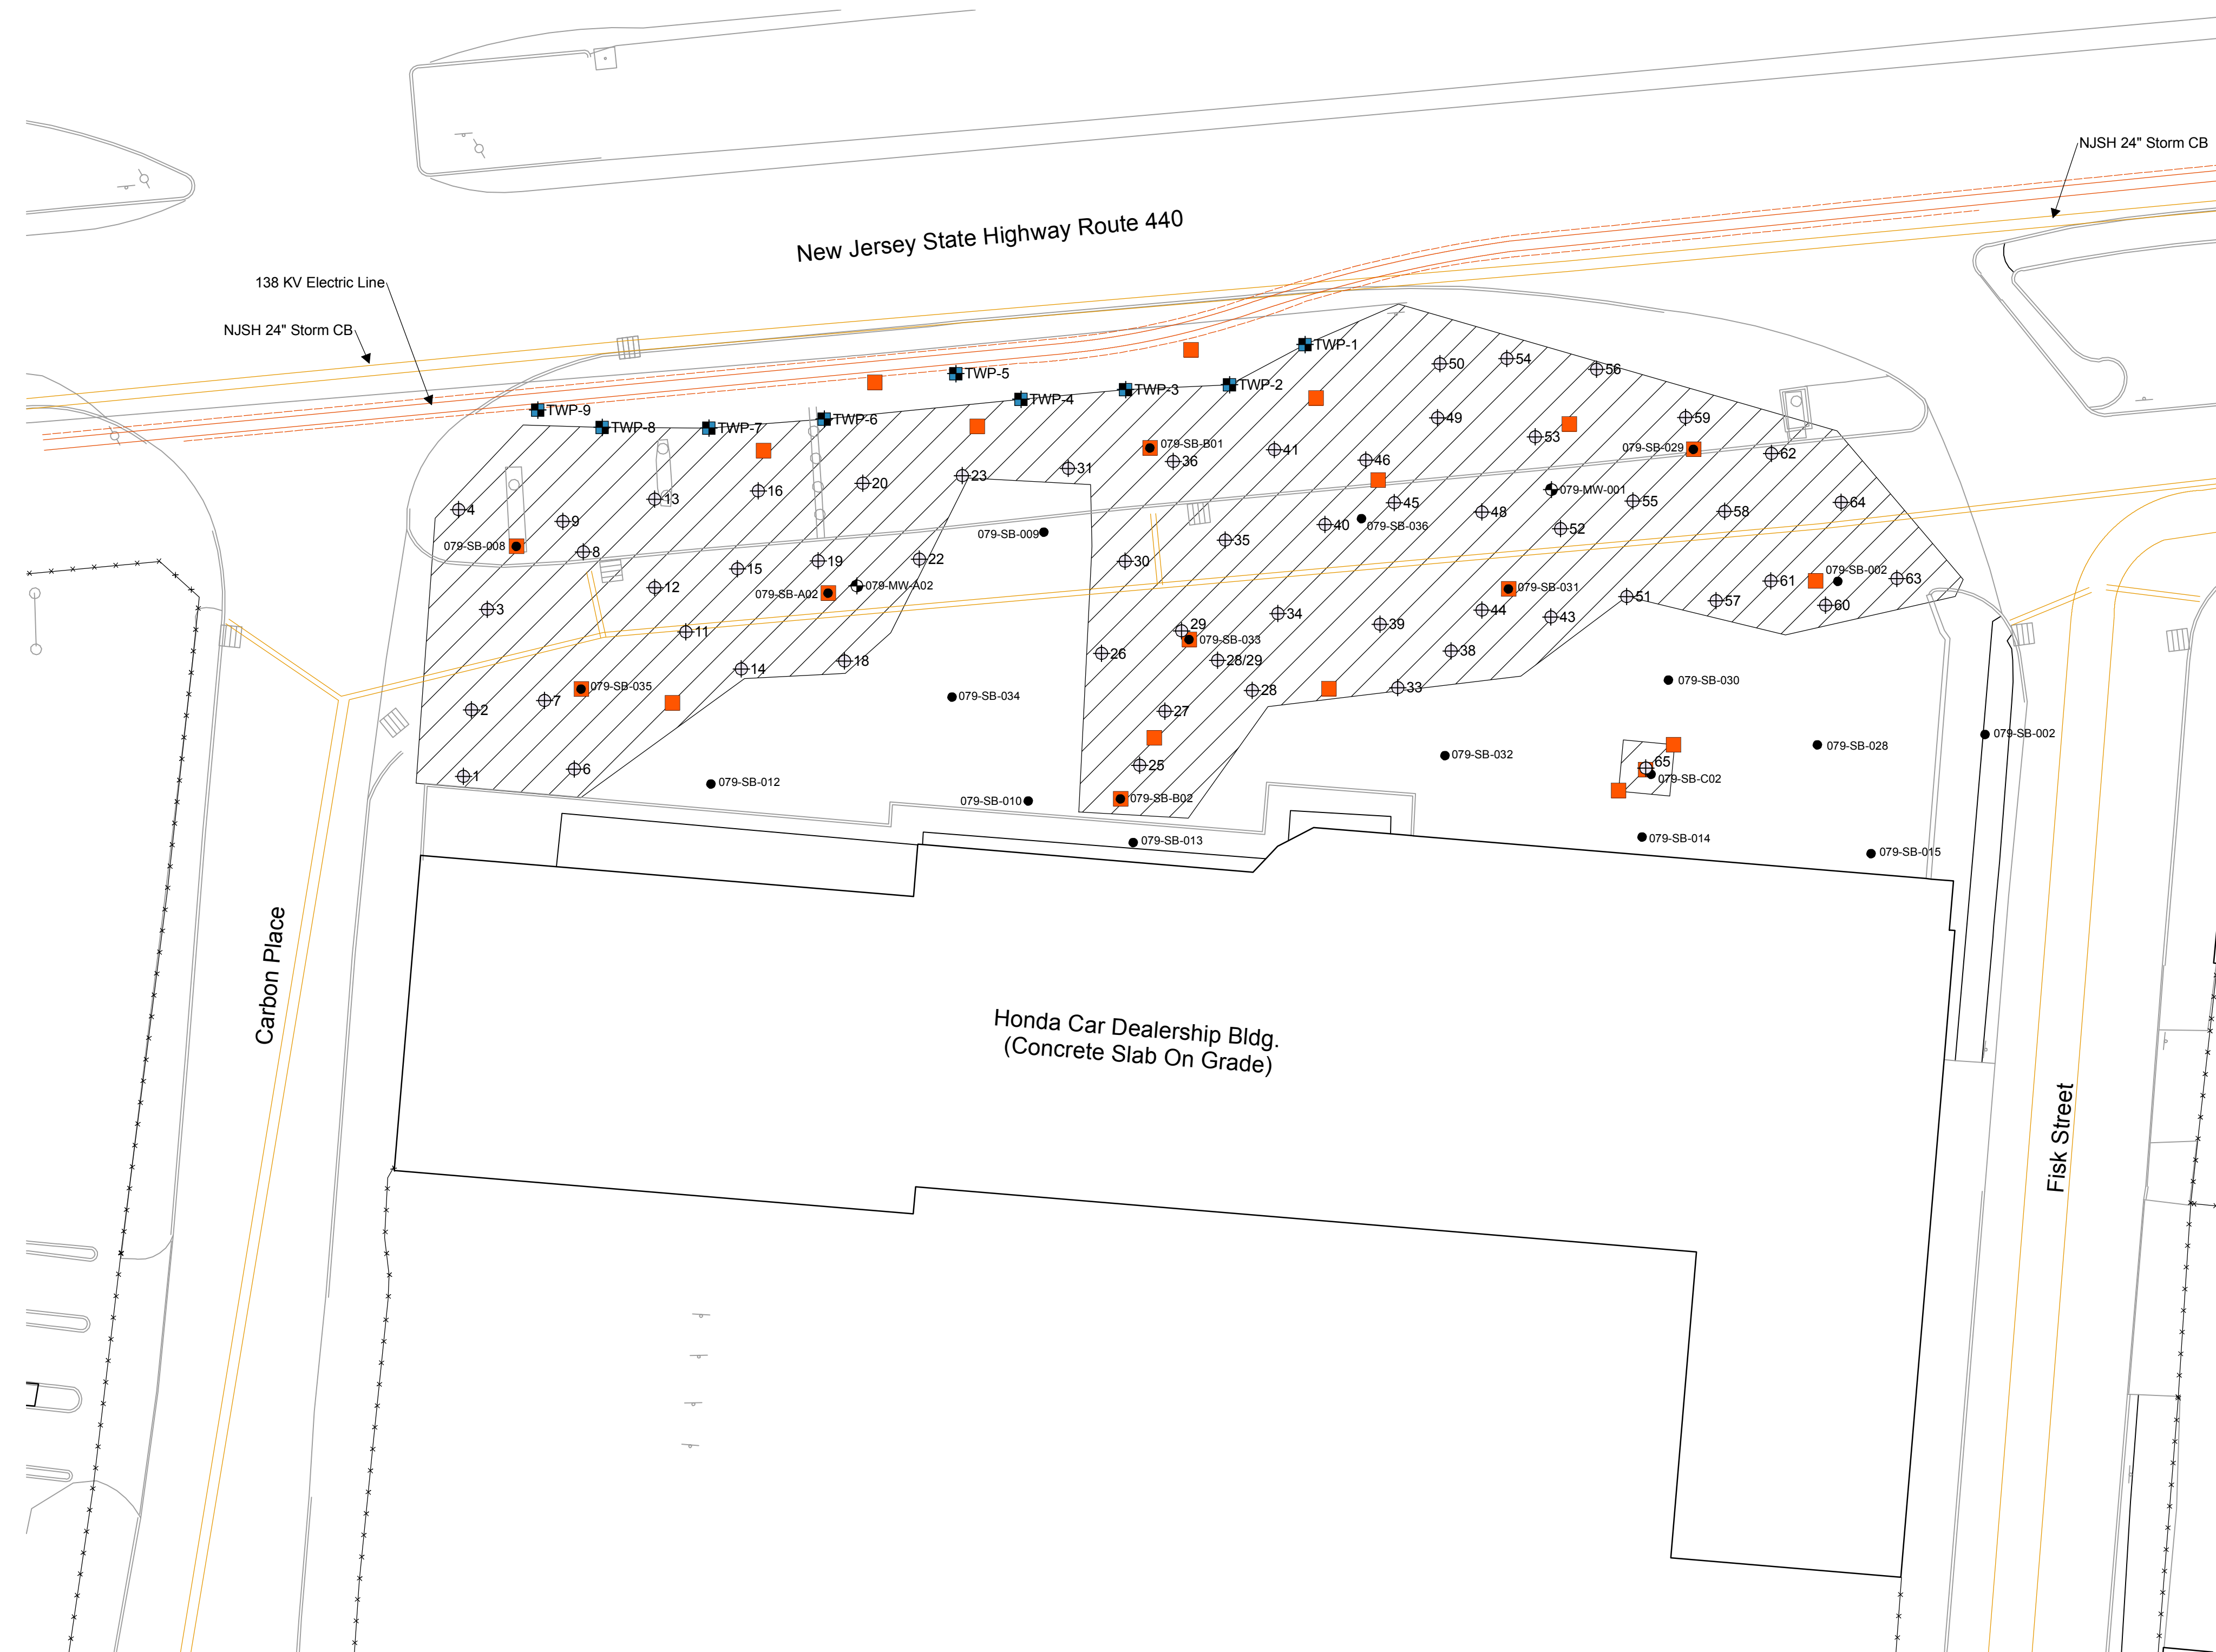 NJSH 24" Storm CB
New Jersey State Highway Route 440
138 KV Electric Line
NJSH 24" Storm CB
TWP-1
TWP-5
TWP-2
TWP-3
TWP-4
TWP-9
TWP-6
TWP-8
TWP-7
50
54
56
49
59
53
079-SB-B01
36
41
079-SB-029
62
46
31
23
20
16
13
079-MW-001
55
64
45
48
58
4
9
40
079-SB-036
52
079-SB-009
35
079-SB-008
8
30
19
22
15
079-SB-002
61
63
12
079-MW-A02
079-SB-A02
079-SB-031
51
57
60
3
44
34
43
39
29
11
079-SB-033
26
28/29
38
18
14
079-SB-030
079-SB-035
33
28
079-SB-034
7
2
27
079-SB-002
079-SB-028
079-SB-032
65
25
6
1
079-SB-C02
079-SB-012
079-SB-010
079-SB-B02
079-SB-013
079-SB-014
079-SB-015
Carbon Place
Honda Car Dealership Bldg.
(Concrete Slab On Grade)
Fisk Street